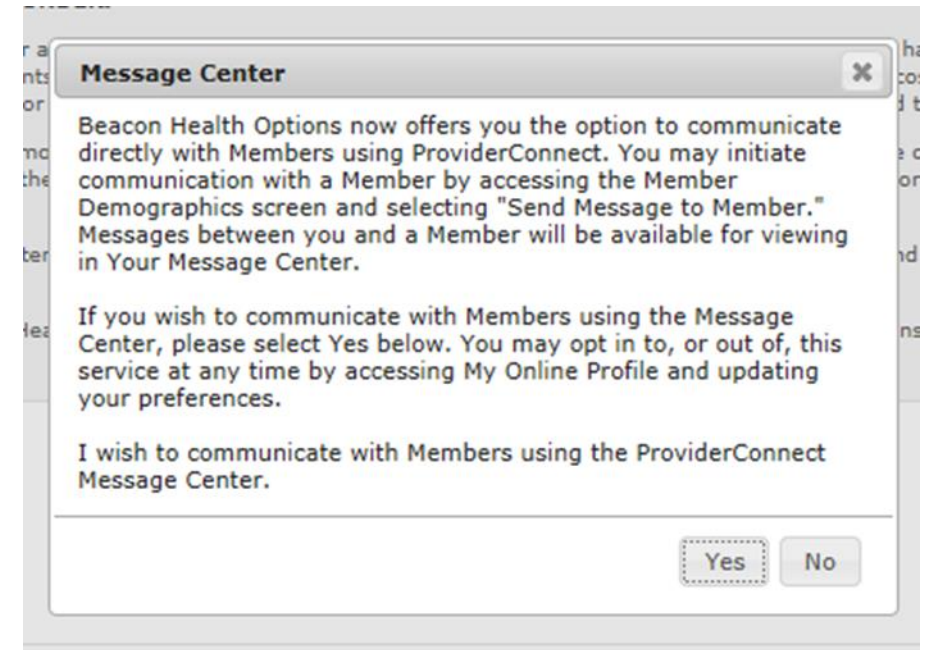 Message Center
Beacon Health Options now offers you the option to communicate
directly with Members using ProviderConnect. You may initiate
communication with a Member by accessing the Member
Demographics screen and selecting "Send Message to Member."
Messages between you and a Member will be available for viewing
in Your Message Center.
If you wish to communicate with Members using the Message
Center, please select Yes below. You may opt in to, or out of, this
service at any time by accessing My Online Profile and updating
your preferences.
I wish to communicate with Members using the ProviderConnect
Message Center.
Yes No